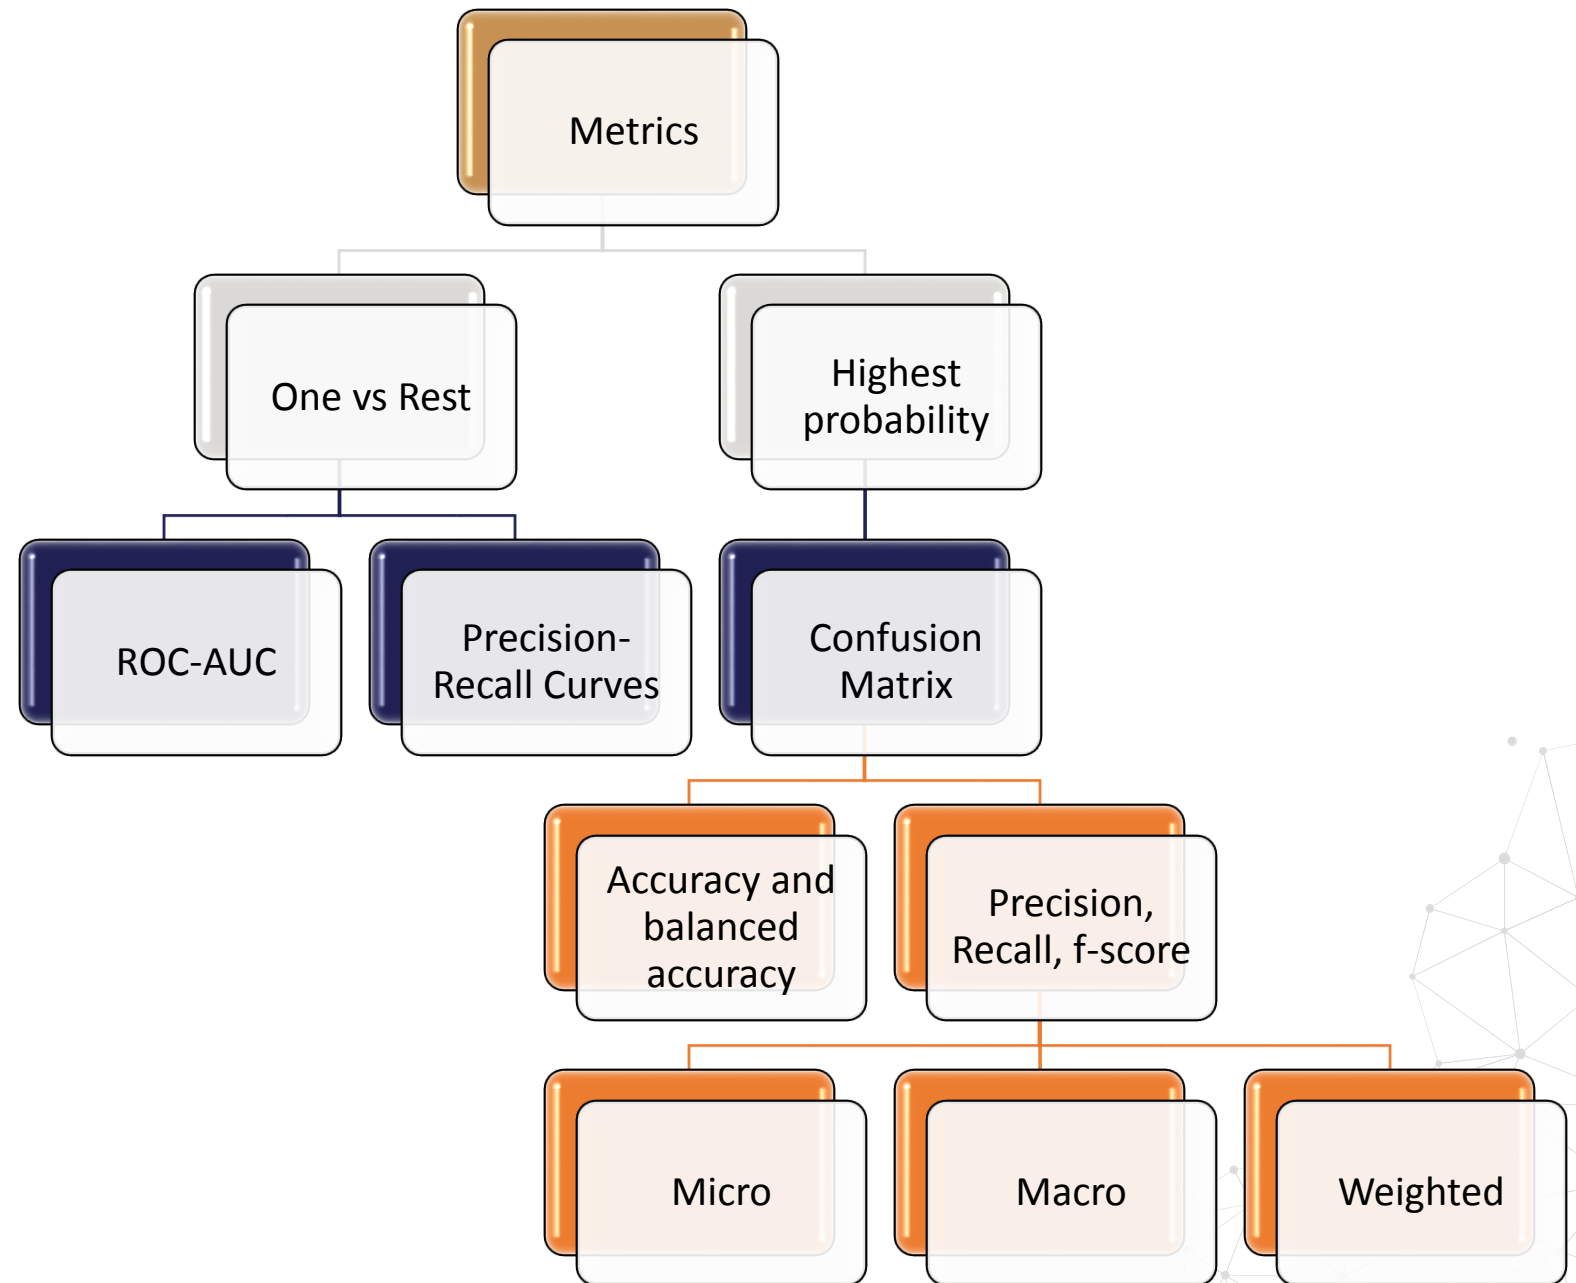 Metrics
One vs Rest
Highest
probability
ROC-AUC
Precision-
Recall Curves
Confusion
Matrix
Accuracy and
balanced
accuracy
Precision,
Recall, f-score
Micro
Macro
Weighted